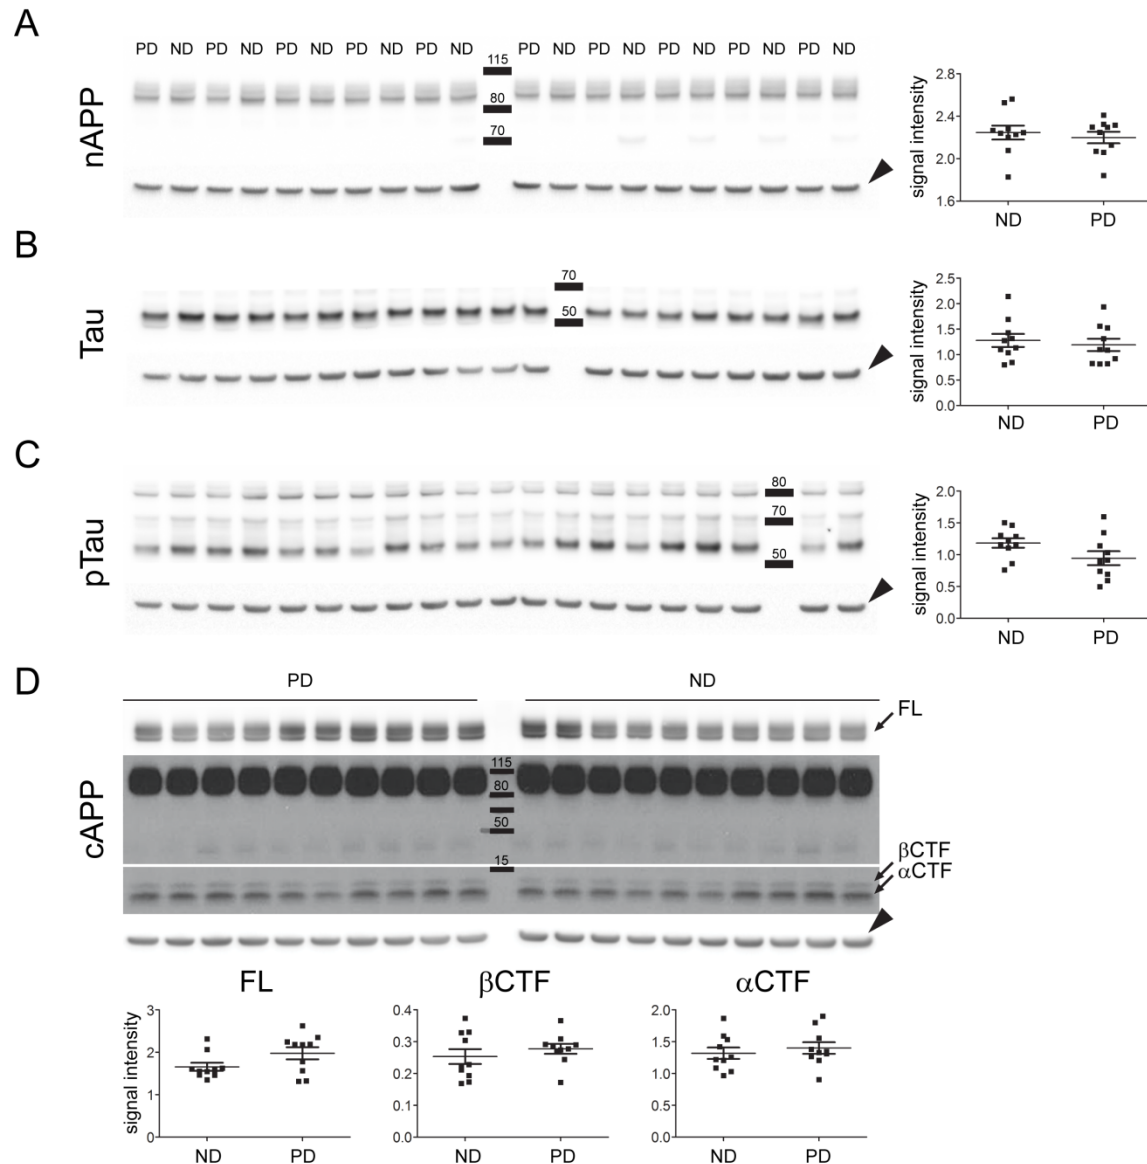 A
nAPP
PD ND PD ND PD ND PD ND PD ND
PD ND PD ND PD ND PD ND PD ND
115
80
70
signal intensity
2.8
2.4
2.0
1.6
ND PD
B
Tau
70
50
signal intensity
2.5
2.0
1.5
1.0
0.5
0.0
ND PD
C
pTau
80
70
50
signal intensity
2.0
1.5
1.0
0.5
0.0
ND PD
D
PD ND
cAPP
FL
115
80
50
15
βCTF
αCTF
FL
signal intensity
3
2
1
0
ND PD
βCTF
0.4
0.3
0.2
0.1
0.0
ND PD
αCTF
2.0
1.5
1.0
0.5
0.0
ND PD